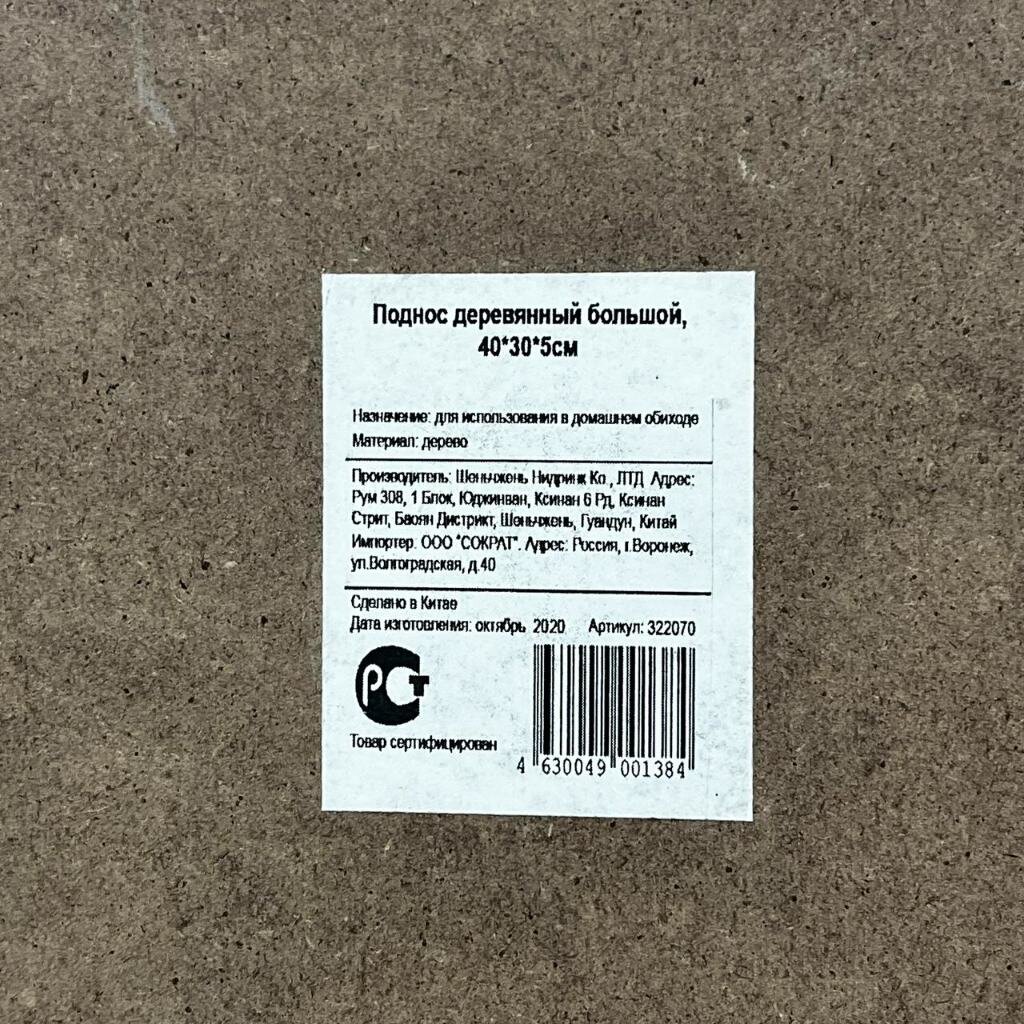 Поднос деревянный большой,
40*30*5см
Назначение: для использования в домашнем обиходе
Материал: дерево
Производитель: Шеньчжень Нидринк Ко., ЛТД Адрес:
Рум 308, 1 Блок, Юджинван, Ксинан 6 Рд, Ксинан
Стрит, Баоян Дистрикт, Шеньчжень, Гуандун, Китай
Импортер: ООО "СОКРАТ". Адрес: Россия, г.Воронеж,
ул.Волгоградская, д.40
Сделано в Китае
Дата изготовления: октябрь 2020 Артикул: 322070
РСТ
Товар сертифицирован
4 630049 001384